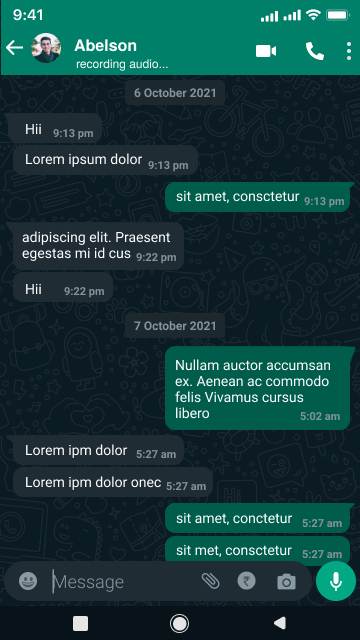 9:41
Abelson
recording audio...
6 October 2021
Hii 9:13 pm
Lorem ipsum dolor 9:13 pm
sit amet, consctetur 9:13 pm
adipiscing elit. Praesent
egestas mi id cus 9:22 pm
Hii 9:22 pm
7 October 2021
Nullam auctor accumsan
ex. Aenean ac commodo
felis Vivamus cursus
libero 5:02 am
Lorem ipm dolor 5:27 am
Lorem ipm dolor onec 5:27 am
sit amet, conctetur 5:27 am
sit met, consctetur 5:27 am
Message